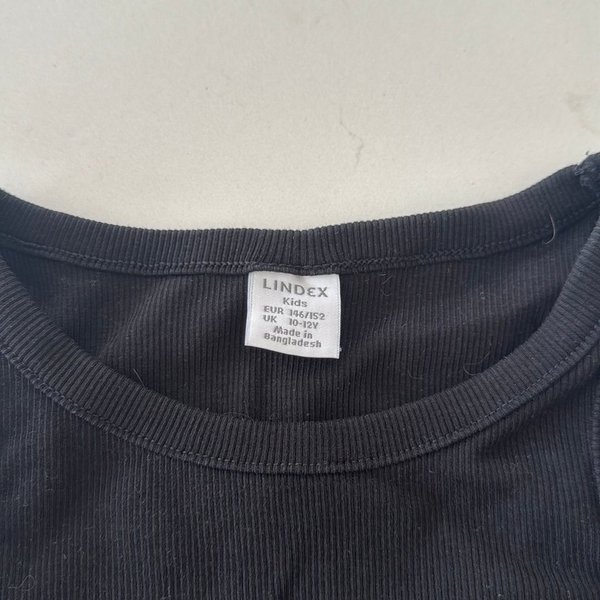 LINDEX
Kids
EUR 146/152
UK 10-12Y
Made in
Bangladesh